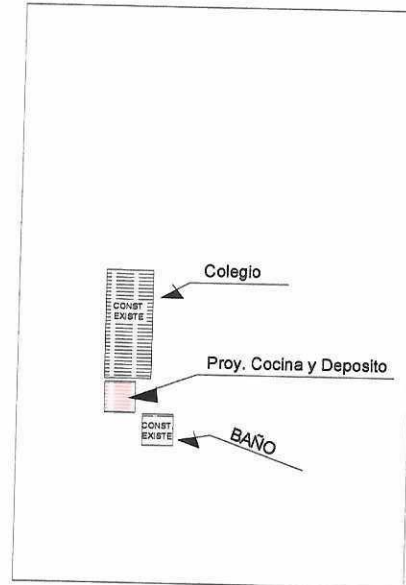 Colegio
CONST
EXISTE
Proy. Cocina y Deposito
CONST
EXISTE
BAÑO